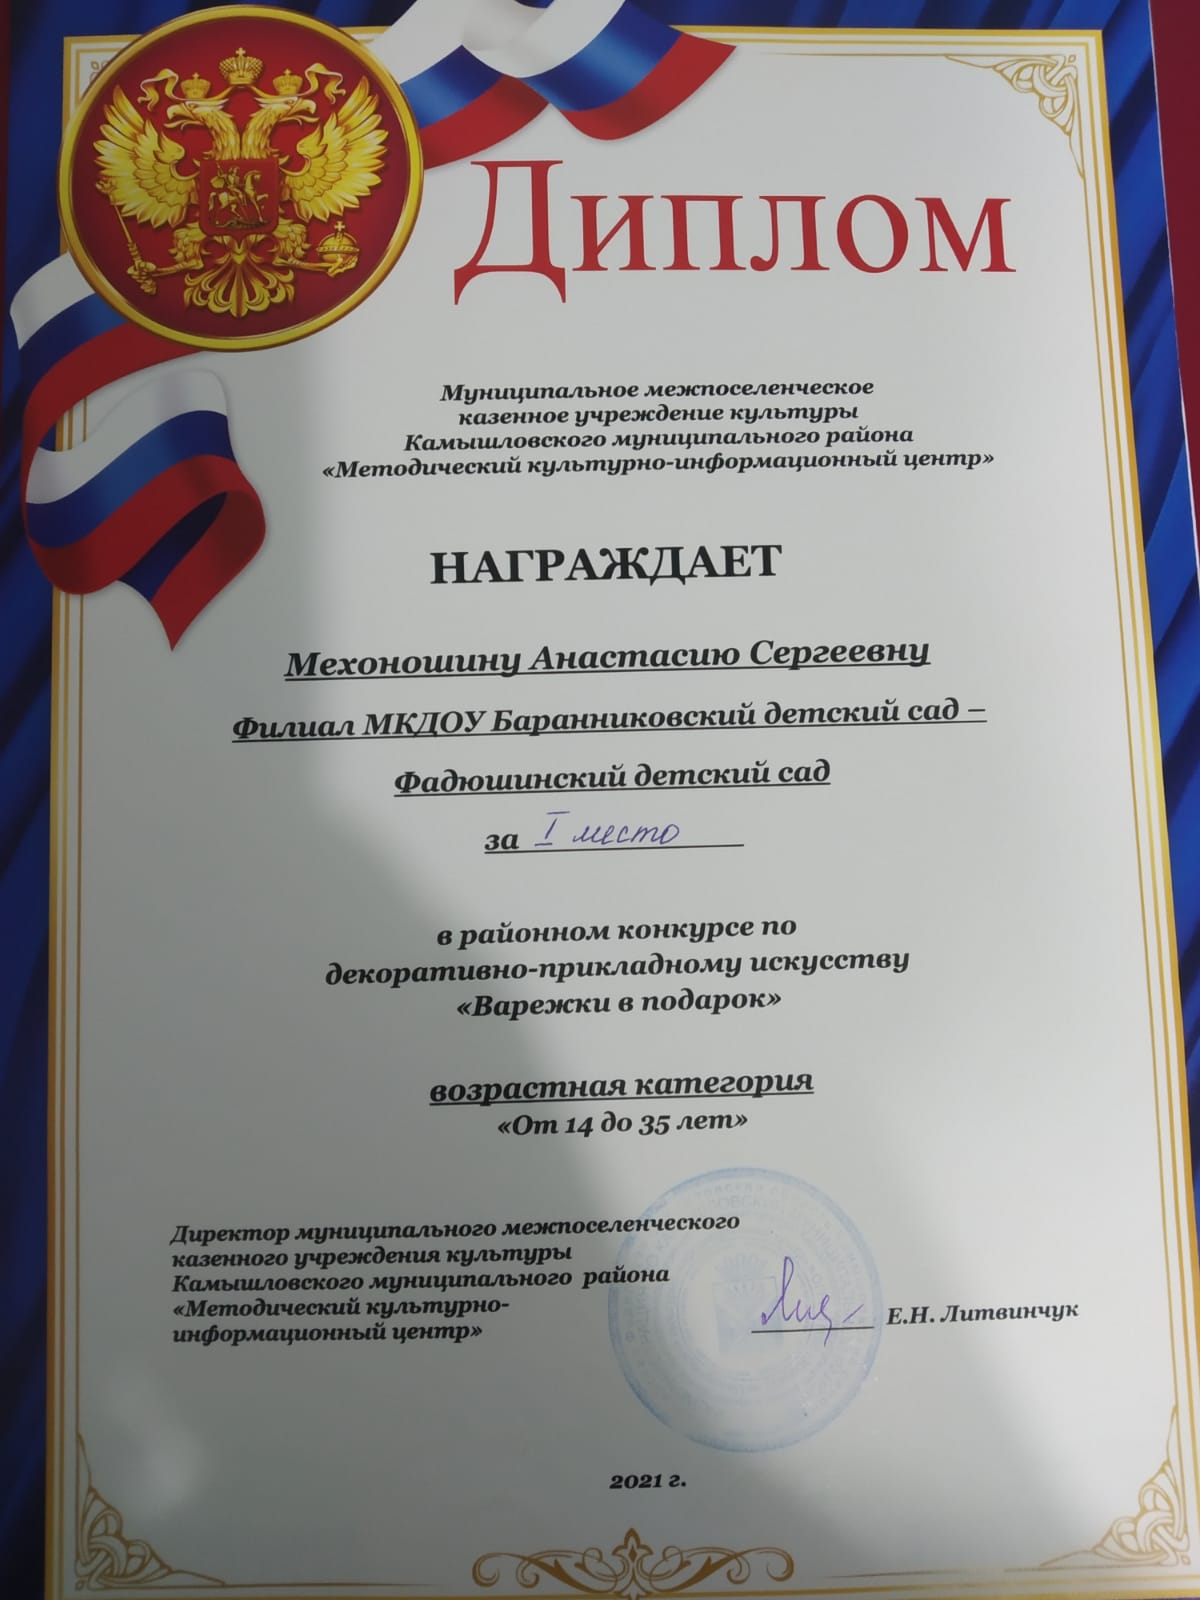 Диплом
Муниципальное межпоселенческое
казенное учреждение культуры
Камышловского муниципального района
«Методический культурно-информационный центр»
НАГРАЖДАЕТ
Мехоношину Анастасию Сергеевну
Филиал МКДОУ Баранниковский детский сад –
Фадюшинский детский сад
за I место
в районном конкурсе по
декоративно-прикладному искусству
«Варежки в подарок»
возрастная категория
«От 14 до 35 лет»
Директор муниципального межпоселенческого
казенного учреждения культуры
Камышловского муниципального района
«Методический культурно-
информационный центр»
Е.Н. Литвинчук
2021 г.